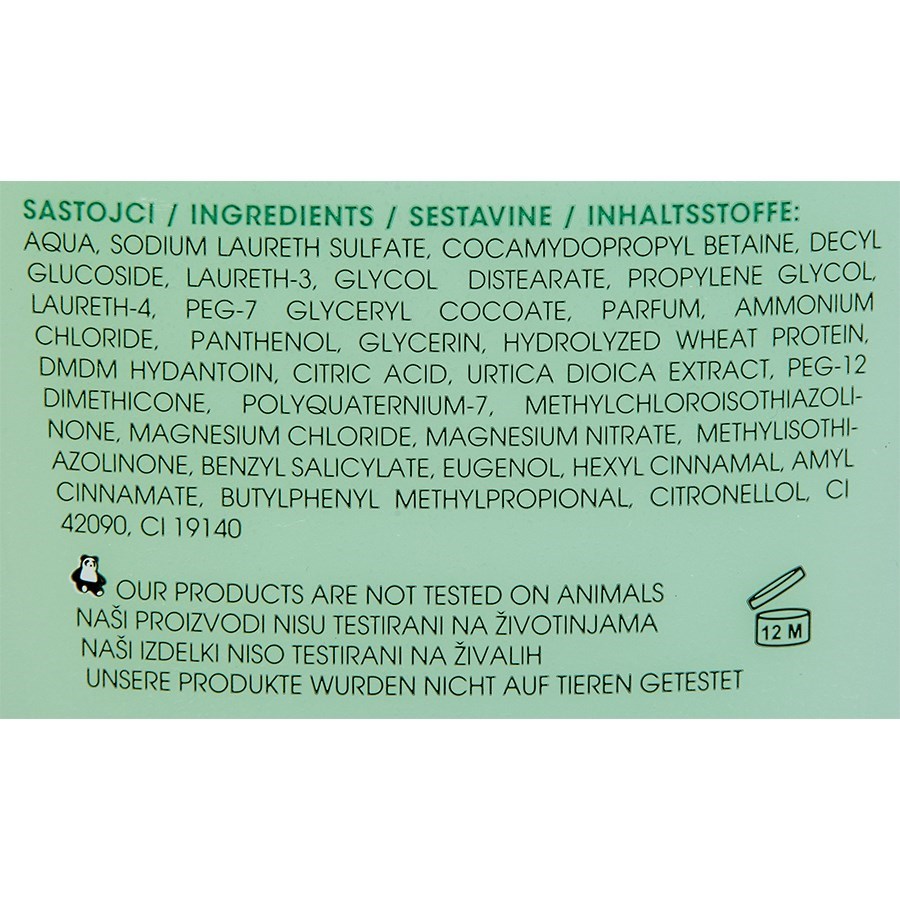 SASTOJCI / INGREDIENTS / SESTAVINE / INHALTSSTOFFE:
AQUA, SODIUM LAURETH SULFATE, COCAMYDOPROPYL BETAINE, DECYL
GLUCOSIDE, LAURETH-3, GLYCOL DISTEARATE, PROPYLENE GLYCOL,
LAURETH-4, PEG-7 GLYCERYL COCOATE, PARFUM, AMMONIUM
CHLORIDE, PANTHENOL, GLYCERIN, HYDROLYZED WHEAT PROTEIN,
DMDM HYDANTOIN, CITRIC ACID, URTICA DIOICA EXTRACT, PEG-12
DIMETHICONE, POLYQUATERNIUM-7, METHYLCHLOROISOTHIAZOLI-
NONE, MAGNESIUM CHLORIDE, MAGNESIUM NITRATE, METHYLISOTHI-
AZOLINONE, BENZYL SALICYLATE, EUGENOL, HEXYL CINNAMAL, AMYL
CINNAMATE, BUTYLPHENYL METHYLPROPIONAL, CITRONELLOL, CI
42090, CI 19140
OUR PRODUCTS ARE NOT TESTED ON ANIMALS
NAŠI PROIZVODI NISU TESTIRANI NA ŽIVOTINJAMA
NAŠI IZDELKI NISO TESTIRANI NA ŽIVALIH
UNSERE PRODUKTE WURDEN NICHT AUF TIEREN GETESTET
12 M